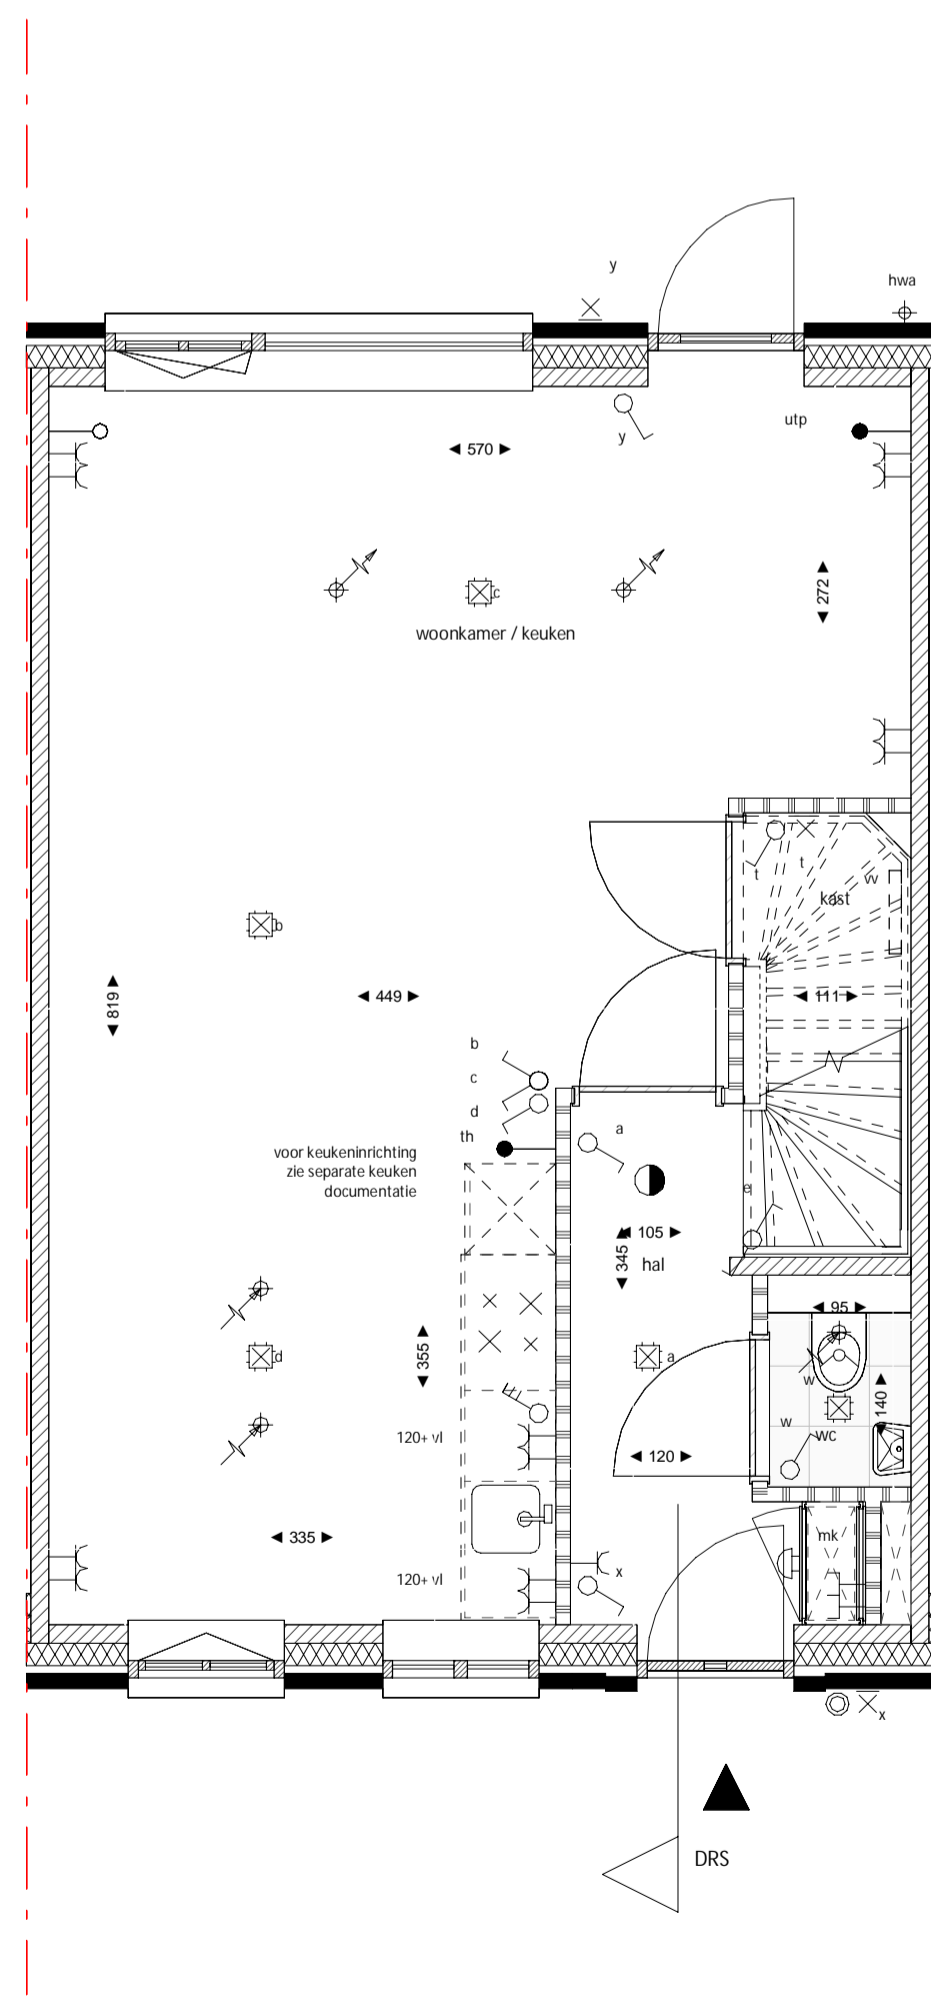 y
hwa
y
utp
570
272
c
woonkamer / keuken
t
t
vv
kast
b
819
449
111
b
c
d
th
a
voor keukeninrichting
zie separate keuken
documentatie
e
105
345
hal
95
d
355
a
w
140
w
wc
120+ vl
120
335
mk
120+ vl
x
x
DRS